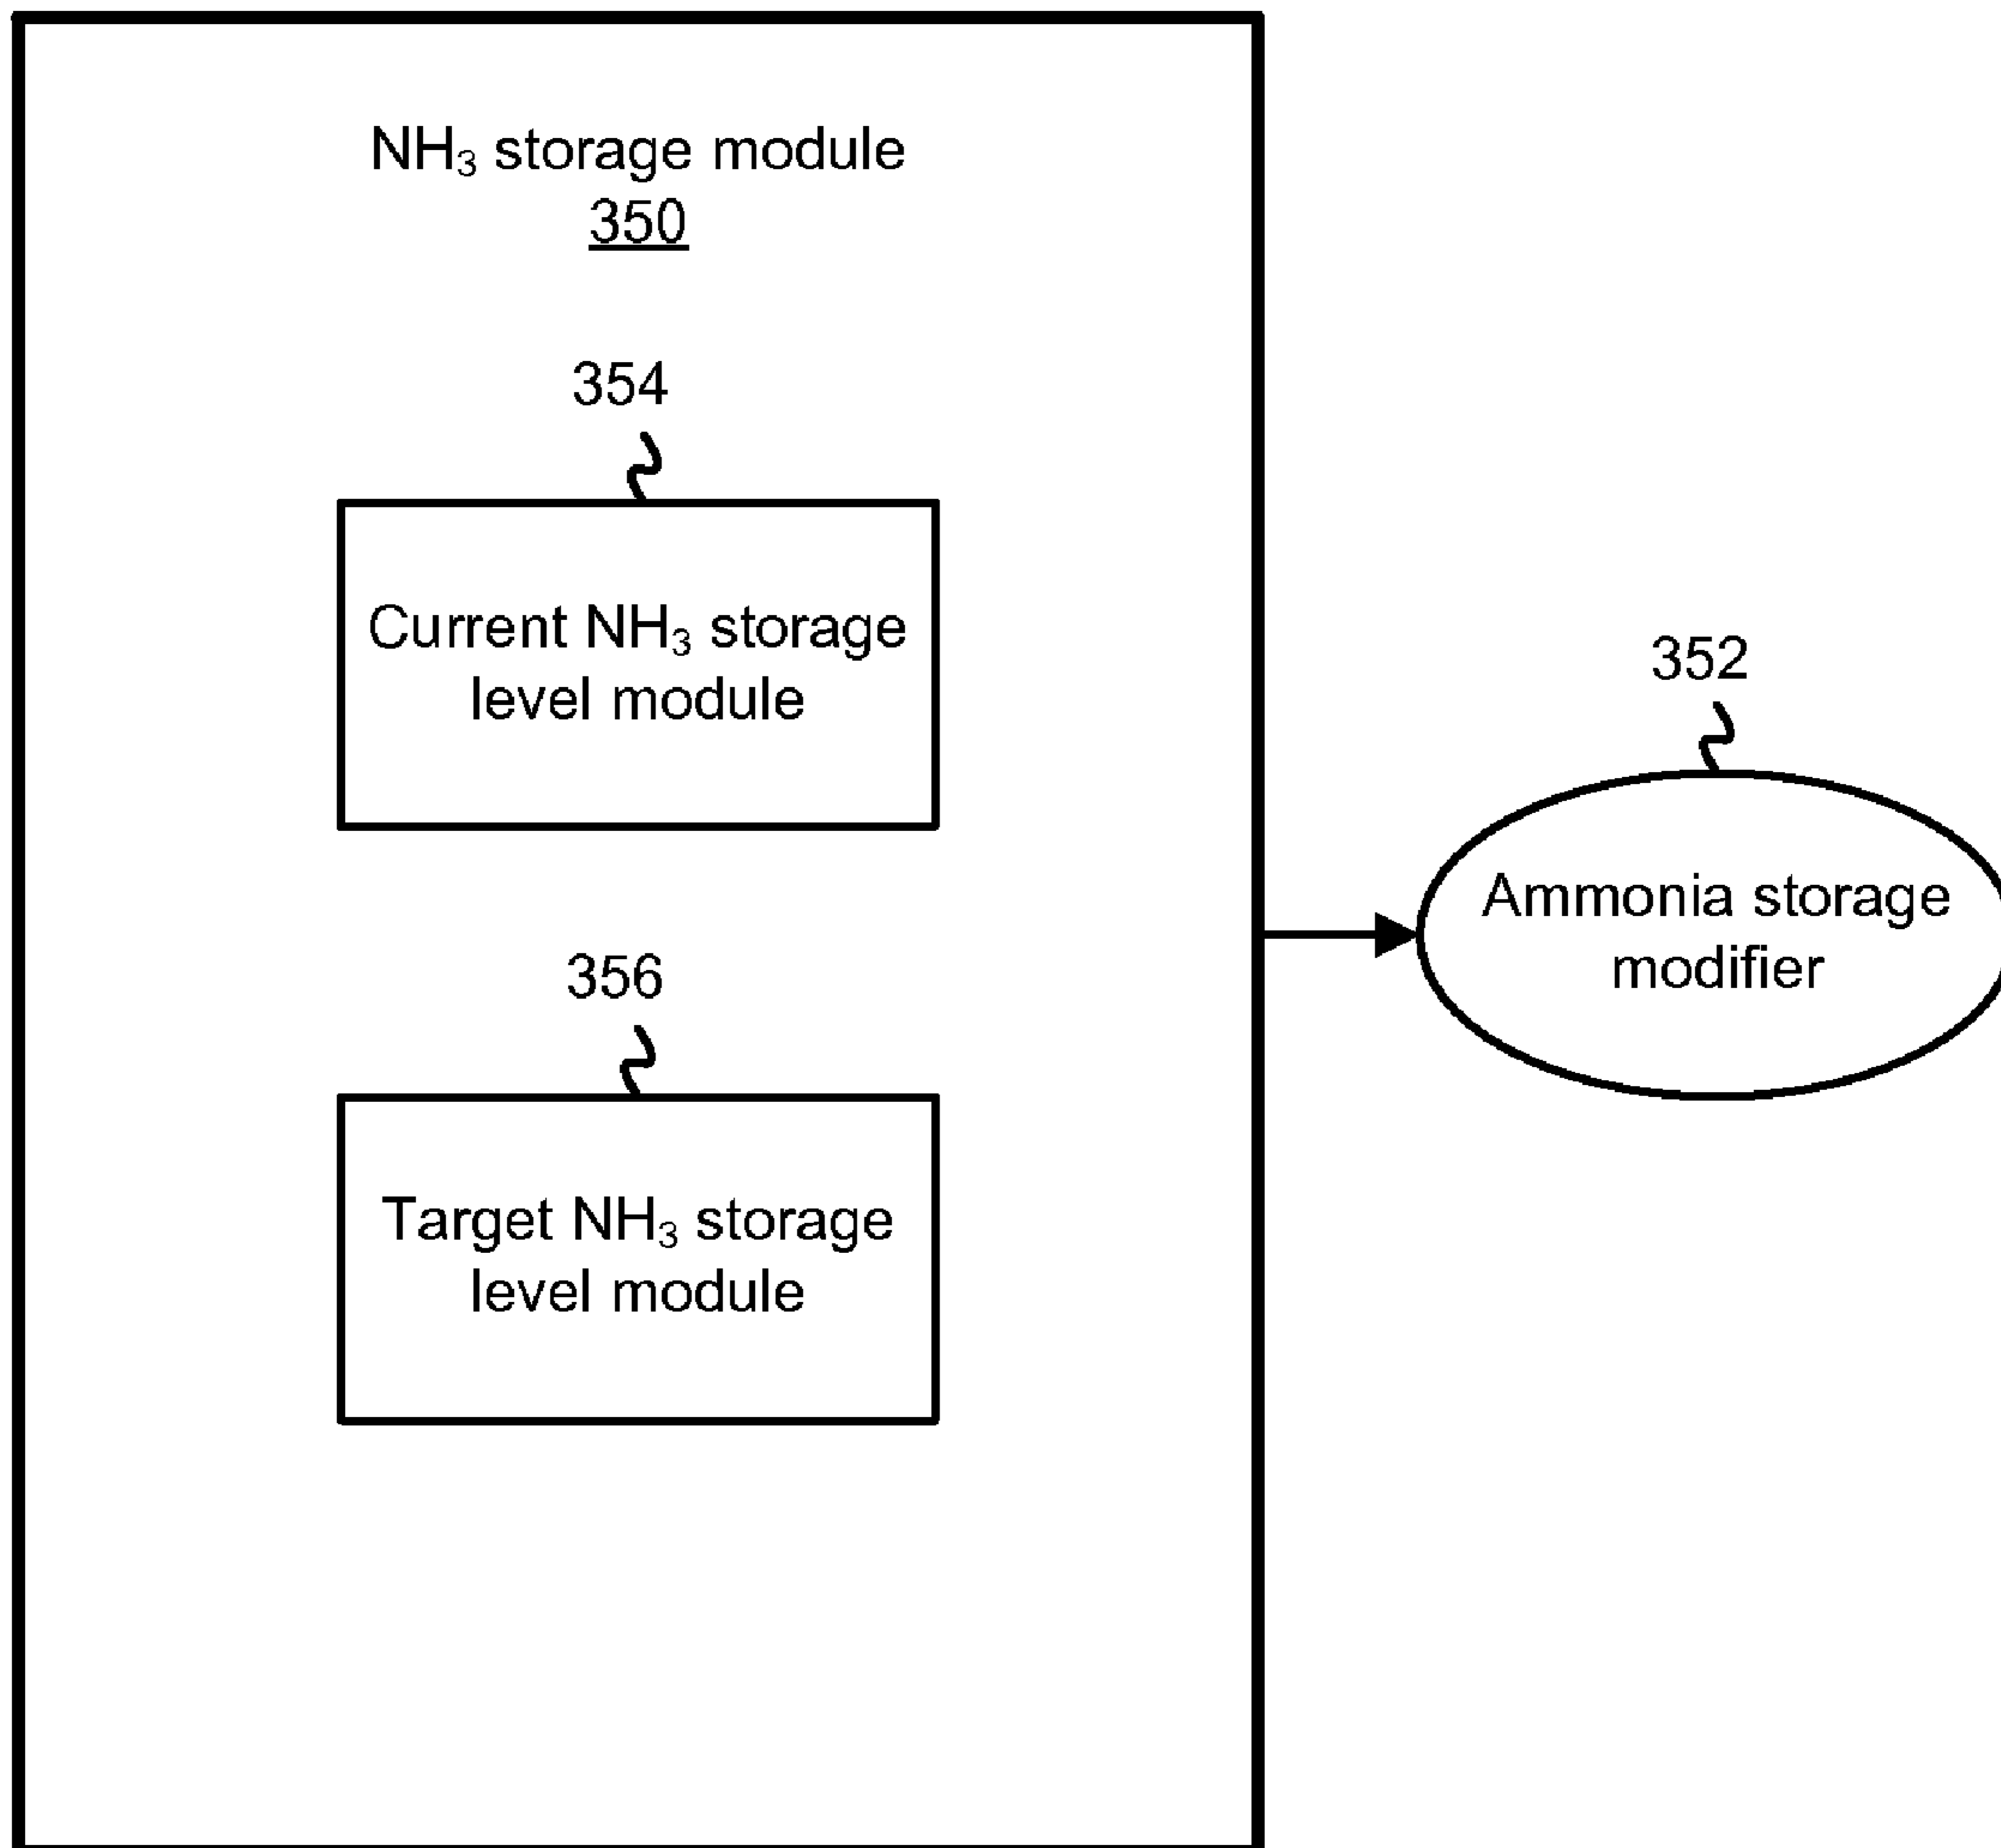 NH₃ storage module
350
354
Current NH₃ storage
level module
352
Ammonia storage
modifier
356
Target NH₃ storage
level module